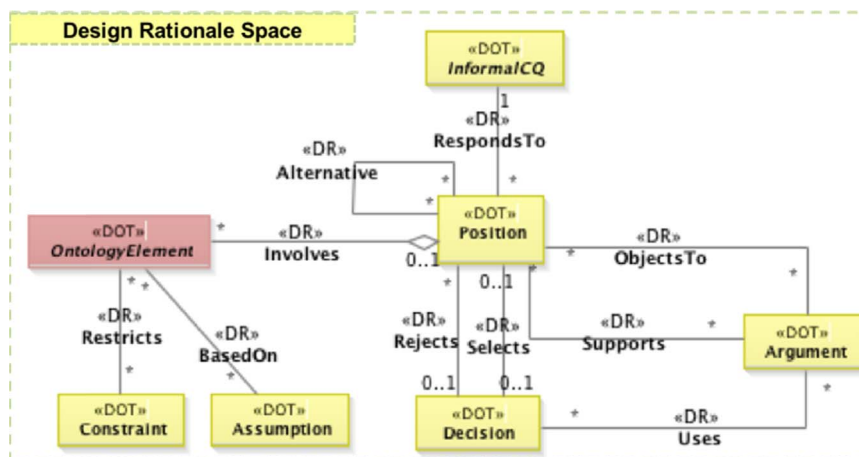 Design Rationale Space
«DOT»
InformalCQ
1
«DR»
RespondsTo
*
«DR»
Alternative
*
*
«DOT»
Position
«DOT»
OntologyElement
*
«DR»
Involves
0..1
*
«DR»
ObjectsTo
*
*
0..1
*
«DR»
Rejects
0..1
«DR»
Selects
0..1
«DR»
Supports
*
«DOT»
Argument
*
*
«DR»
Restricts
*
«DR»
BasedOn
*
«DOT»
Constraint
«DOT»
Assumption
«DOT»
Decision
*
«DR»
Uses
*